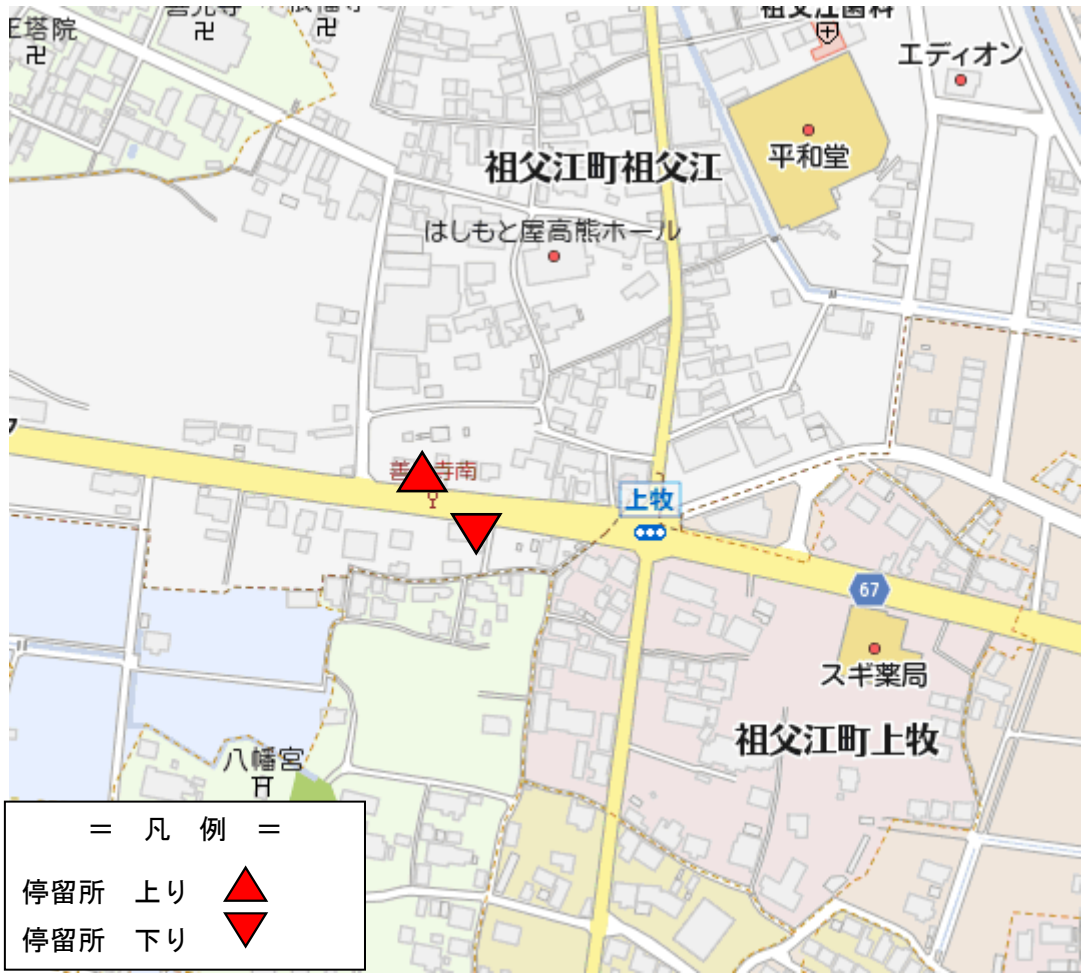 祖父江歯科
エディオン
平和堂
祖父江町祖父江
はしもと屋高熊ホール
寺南
上牧
67
スギ薬局
祖父江町上牧
八幡宮
= 凡 例 =
停留所 上り
停留所 下り